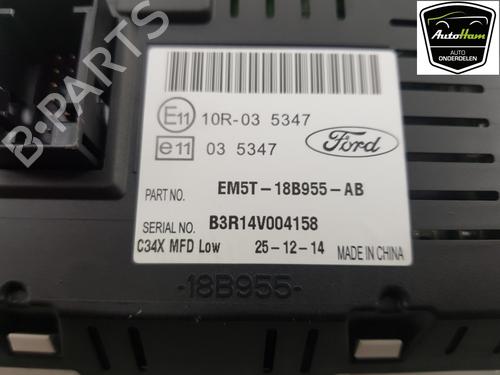 AutoHam
AUTO
ONDERDELEN
B-PARTS
E11 10R-03 5347
e11 03 5347
Ford
PART NO. EM5T-18B955-AB
SERIAL NO. B3R14V004158
C34X MFD Low 25-12-14 MADE IN CHINA
-18B955-